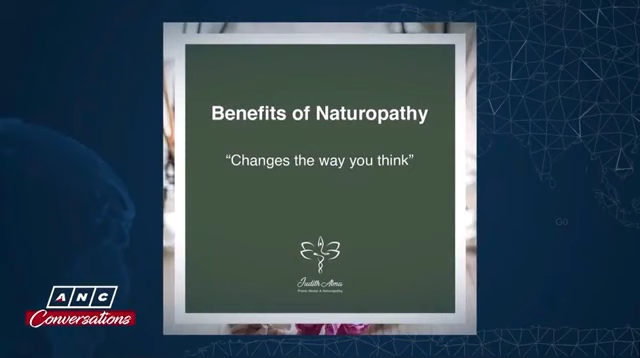 Benefits of Naturopathy
“Changes the way you think”
Judith Alma
ANC
Conversations